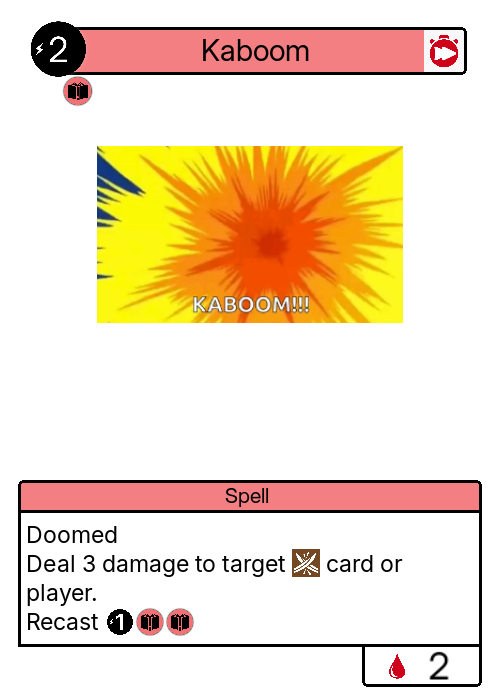 2
Kaboom
KABOOM!!!
Spell
Doomed
Deal 3 damage to target card or
player.
Recast 1
2